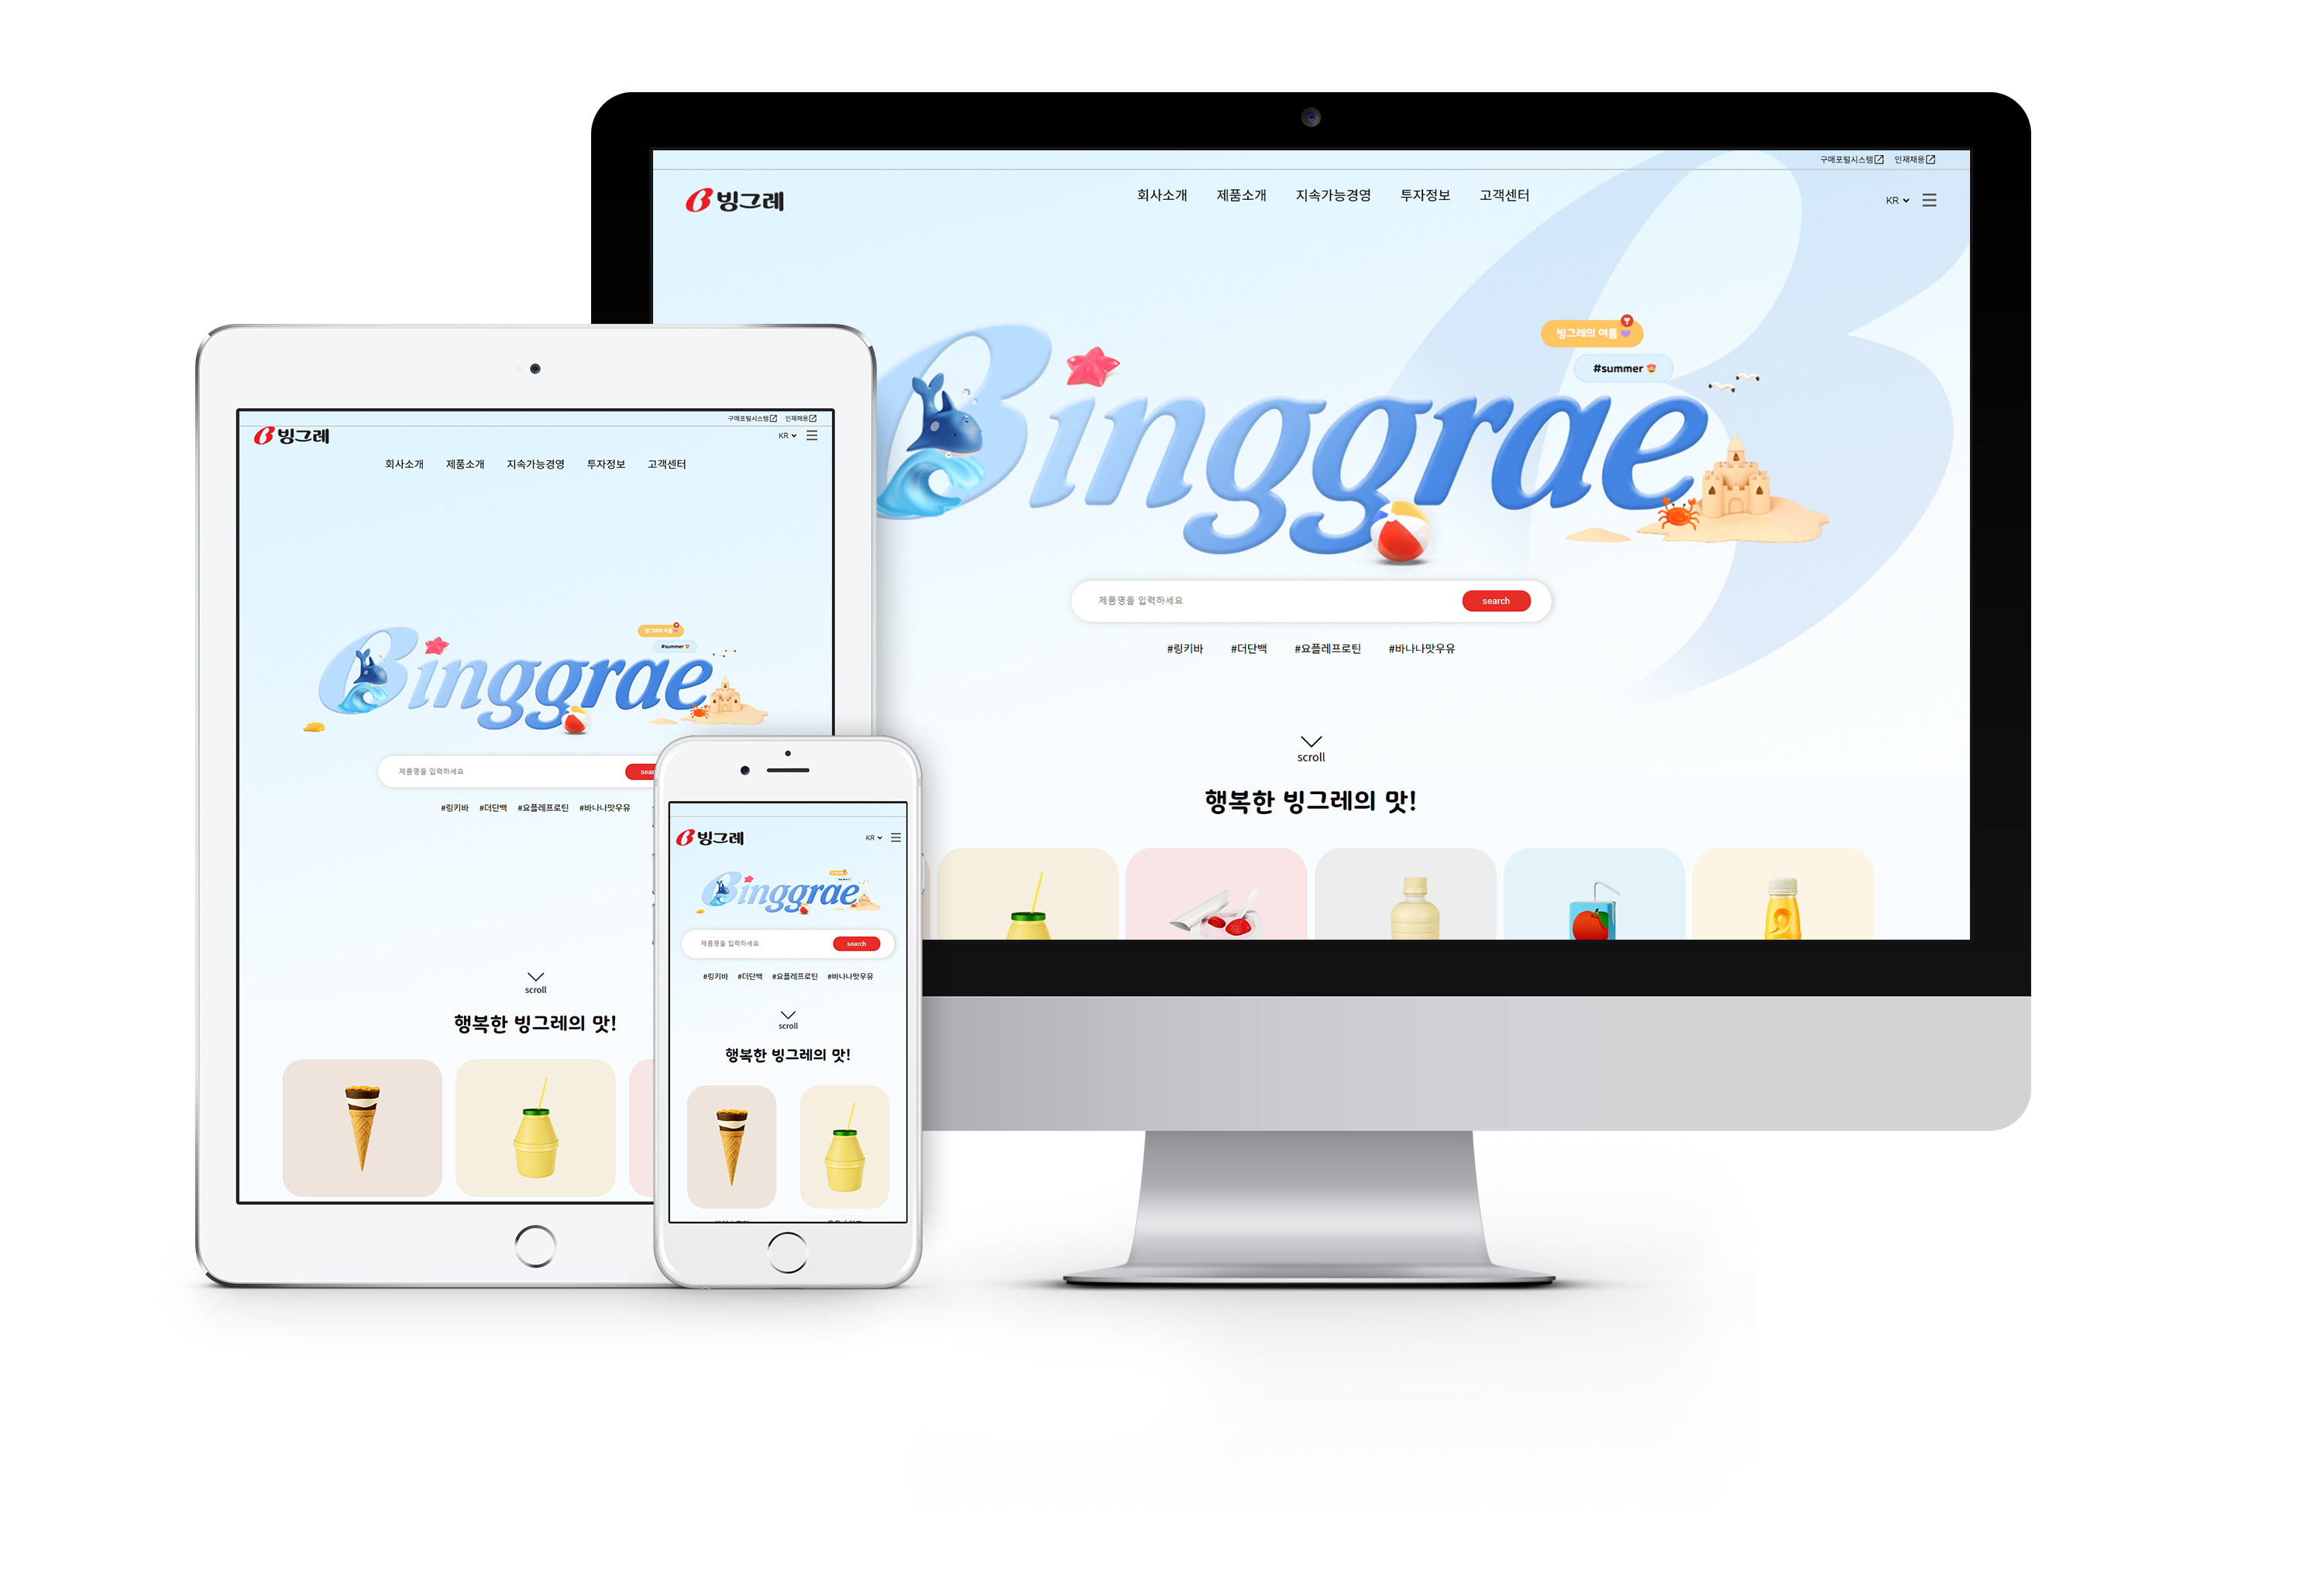 구매포털시스템 인재채용
빙그레
회사소개 제품소개 지속가능경영 투자정보 고객센터
KR
빙그레의 여름
#summer
Binggrae
제품명을 입력하세요 search
#링키바 #더단백 #요플레프로틴 #바나나맛우유
scroll
행복한 빙그레의 맛!
구매포털시스템 인재채용
빙그레
KR
회사소개 제품소개 지속가능경영 투자정보 고객센터
빙그레의 여름
#summer
Binggrae
제품명을 입력하세요
#링키바 #더단백 #요플레프로틴 #바나나맛우유
scroll
행복한 빙그레의 맛!
빙그레
KR
Binggrae
제품명을 입력하세요 search
#링키바 #더단백 #요플레프로틴 #바나나맛우유
scroll
행복한 빙그레의 맛!